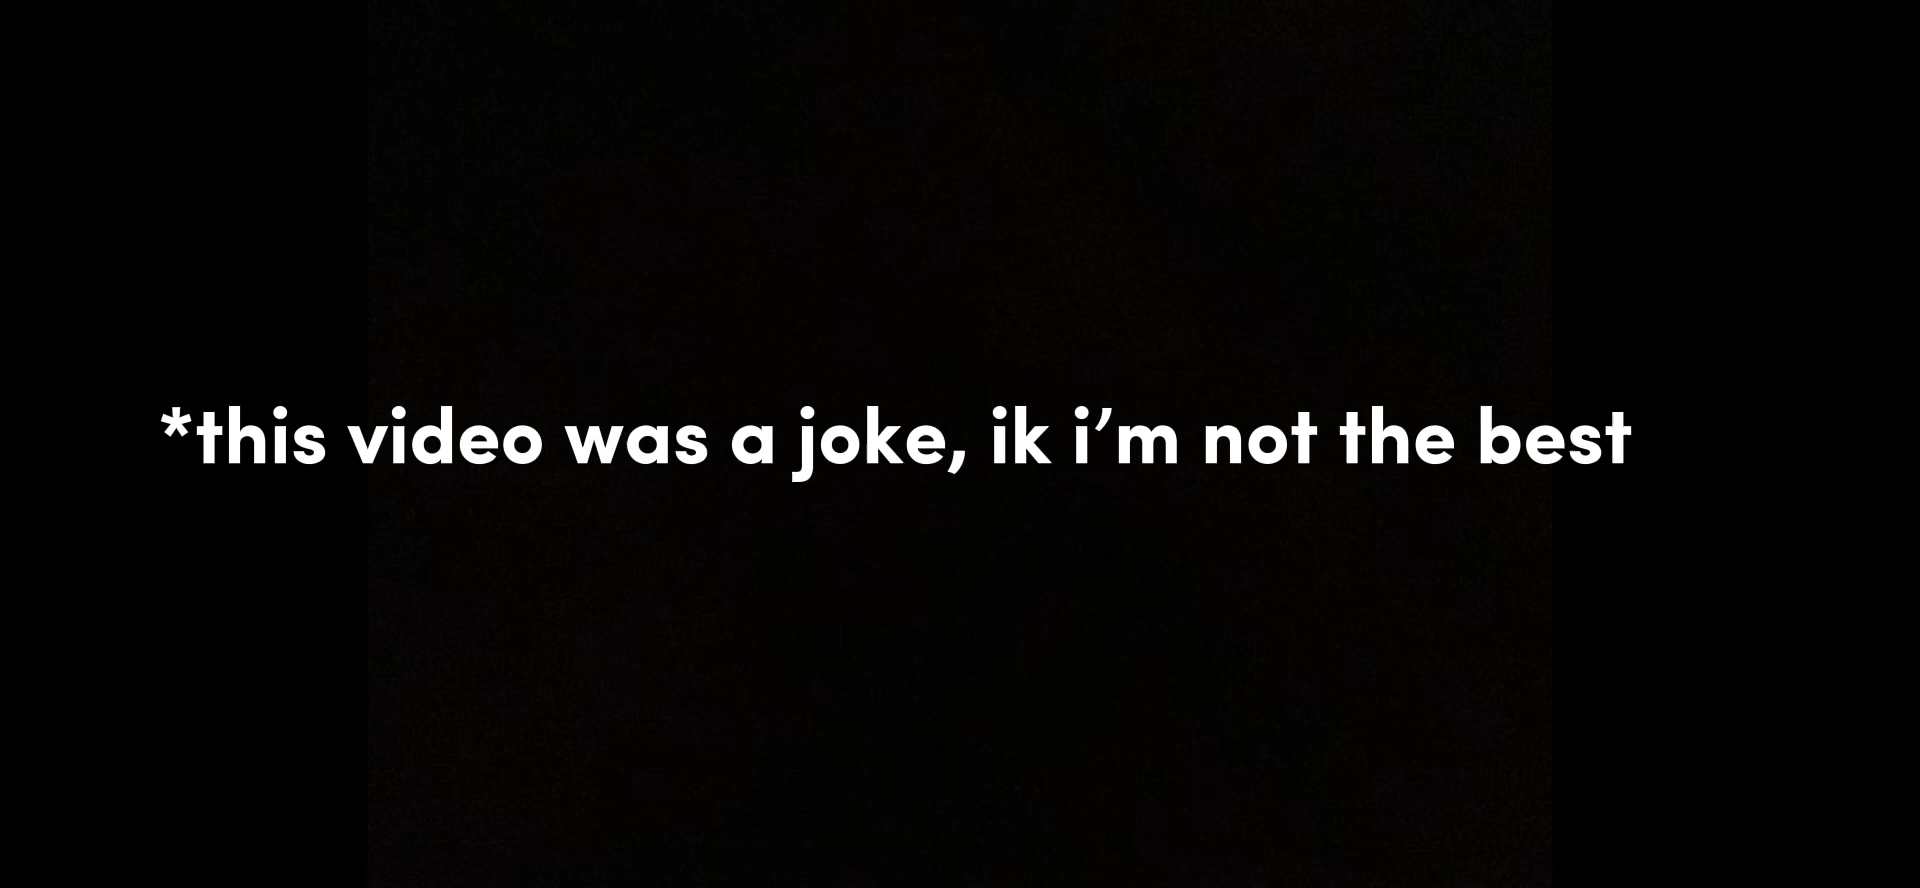 *this video was a joke, ik i’m not the best